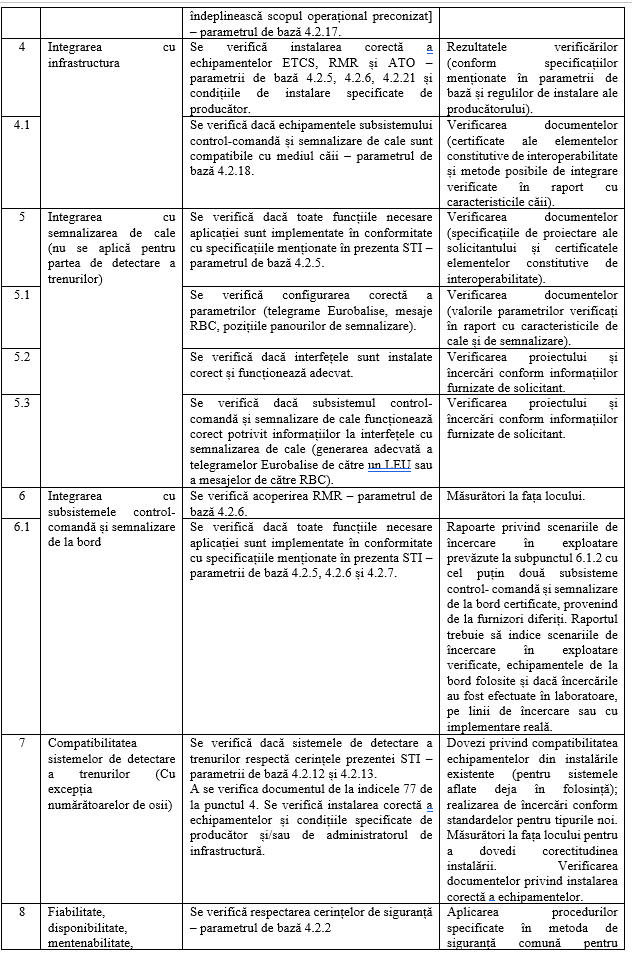 îndeplinească scopul operațional preconizat]
– parametrul de bază 4.2.17.
4
Integrarea cu
infrastructura
Se verifică instalarea corectă a
echipamentelor ETCS, RMR și ATO –
parametrii de bază 4.2.5, 4.2.6, 4.2.21 și
condițiile de instalare specificate de
producător.
Rezultatele verificărilor
(conform specificațiilor
menționate în parametrii de
bază și regulilor de instalare ale
producătorului).
4.1
Se verifică dacă echipamentele subsistemului
control-comandă și semnalizare de cale sunt
compatibile cu mediul căii – parametrul de
bază 4.2.18.
Verificarea documentelor
(certificate ale elementelor
constitutive de interoperabilitate
și metode posibile de integrare
verificate în raport cu
caracteristicile căii).
5
Integrarea cu
semnalizarea de cale
(nu se aplică pentru
partea de detectare a
trenurilor)
Se verifică dacă toate funcțiile necesare
aplicației sunt implementate în conformitate
cu specificațiile menționate în prezenta STI –
parametrul de bază 4.2.5.
Verificarea documentelor
(specificațiile de proiectare ale
solicitantului și certificatele
elementelor constitutive de
interoperabilitate).
5.1
Se verifică configurarea corectă a
parametrilor (telegrame Eurobalise, mesaje
RBC, pozițiile panourilor de semnalizare).
Verificarea documentelor
(valorile parametrilor verificați
în raport cu caracteristicile de
cale și de semnalizare).
5.2
Se verifică dacă interfețele sunt instalate
corect și funcționează adecvat.
Verificarea proiectului și
încercări conform informațiilor
furnizate de solicitant.
5.3
Se verifică dacă subsistemul control-
comandă și semnalizare de cale funcționează
corect potrivit informațiilor la interfețele cu
semnalizarea de cale (generarea adecvată a
telegramelor Eurobalise de către un LEU sau
a mesajelor de către RBC).
Verificarea proiectului și
încercări conform informațiilor
furnizate de solicitant.
6
Integrarea cu
subsistemele control-
comandă și semnalizare
de la bord
Se verifică acoperirea RMR – parametrul de
bază 4.2.6.
Măsurători la fața locului.
6.1
Se verifică dacă toate funcțiile necesare
aplicației sunt implementate în conformitate
cu specificațiile menționate în prezenta STI –
parametrii de bază 4.2.5, 4.2.6 și 4.2.7.
Rapoarte privind scenariile de
încercare în exploatare
prevăzute la subpunctul 6.1.2 cu
cel puțin două subsisteme
control- comandă și semnalizare
de la bord certificate, provenind
de la furnizori diferiți. Raportul
trebuie să indice scenariile de
încercare în exploatare
verificate, echipamentele de la
bord folosite și dacă încercările
au fost efectuate în laboratoare,
pe linii de încercare sau cu
implementare reală.
7
Compatibilitatea
sistemelor de detectare
a trenurilor (Cu
excepția
numărătoarelor de osii)
Se verifică dacă sistemele de detectare a
trenurilor respectă cerințele prezentei STI –
parametrii de bază 4.2.12 și 4.2.13.
A se verifica documentul de la indicele 77 de
la punctul 4. Se verifică instalarea corectă a
echipamentelor și condițiile specificate de
producător și/sau de administratorul de
infrastructură.
Dovezi privind compatibilitatea
echipamentelor din instalările
existente (pentru sistemele
aflate deja în folosință);
realizarea de încercări conform
standardelor pentru tipurile noi.
Măsurători la fața locului pentru
a dovedi corectitudinea
instalării. Verificarea
documentelor privind instalarea
corectă a echipamentelor.
8
Fiabilitate,
disponibilitate,
mentenabilitate,
Se verifică respectarea cerințelor de siguranță
– parametrul de bază 4.2.2
Aplicarea procedurilor
specificate în metoda de
siguranță comună pentru